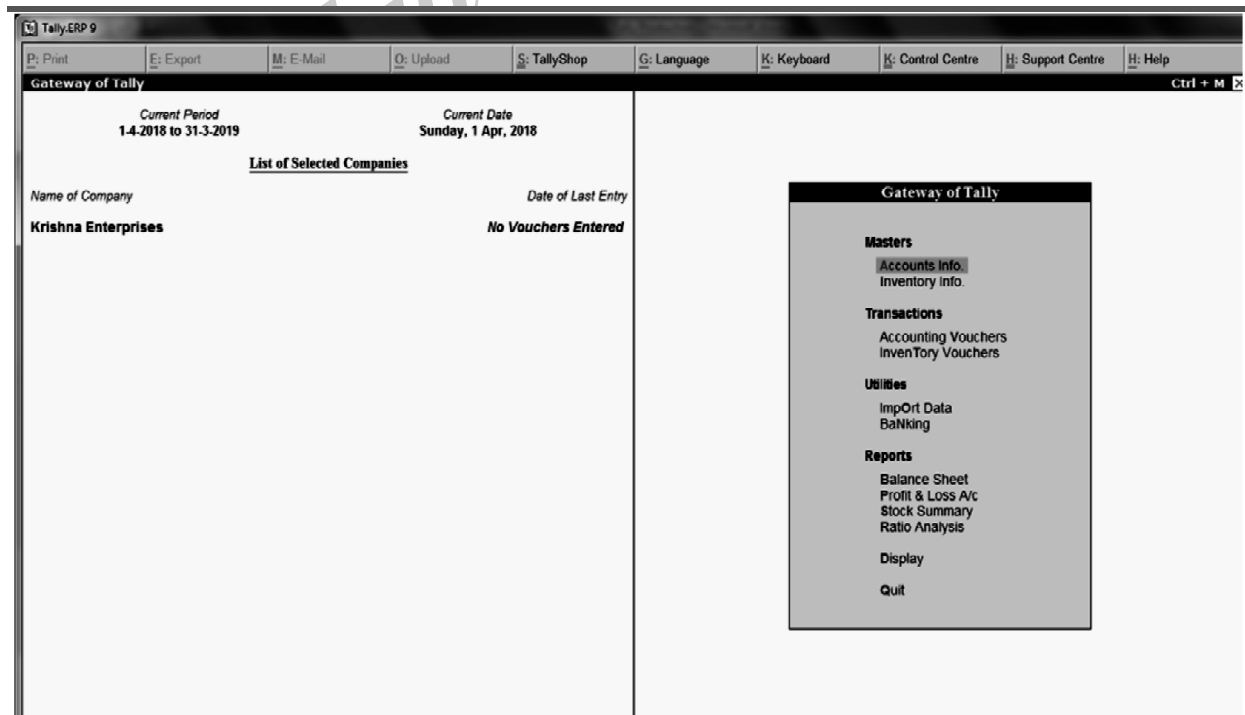 Tally.ERP 9
P: Print E: Export M: E-Mail O: Upload S: TallyShop G: Language K: Keyboard K: Control Centre H: Support Centre H: Help
Gateway of Tally Ctrl + M X
Current Period Current Date
1-4-2018 to 31-3-2019 Sunday, 1 Apr, 2018
List of Selected Companies
Name of Company Date of Last Entry
Krishna Enterprises No Vouchers Entered
Gateway of Tally
Masters
Accounts Info.
Inventory Info.
Transactions
Accounting Vouchers
InvenTory Vouchers
Utilities
ImpOrt Data
BaNking
Reports
Balance Sheet
Profit & Loss A/c
Stock Summary
Ratio Analysis
Display
Quit